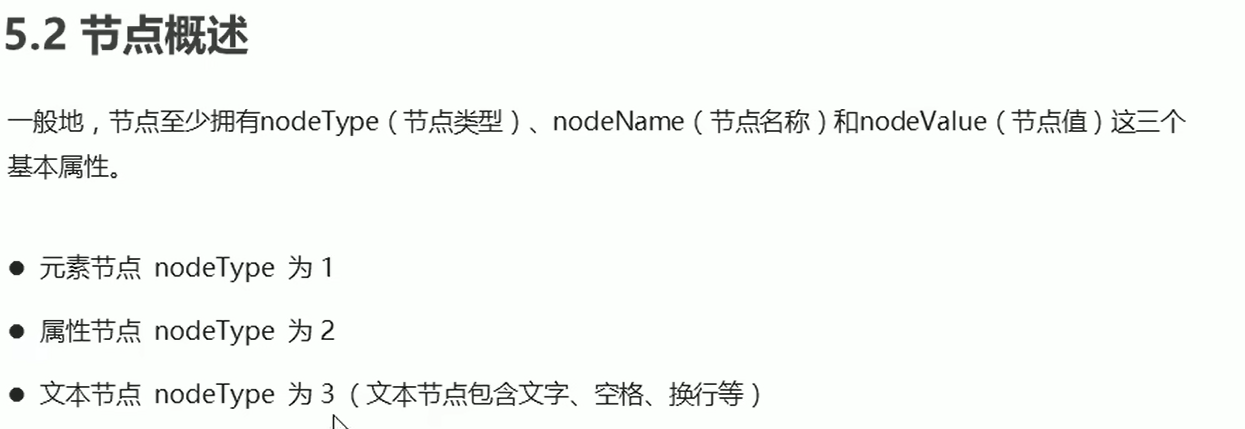 5.2 节点概述
一般地，节点至少拥有nodeType（节点类型）、nodeName（节点名称）和nodeValue（节点值）这三个
基本属性。
● 元素节点 nodeType 为 1
● 属性节点 nodeType 为 2
● 文本节点 nodeType 为 3（文本节点包含文字、空格、换行等）